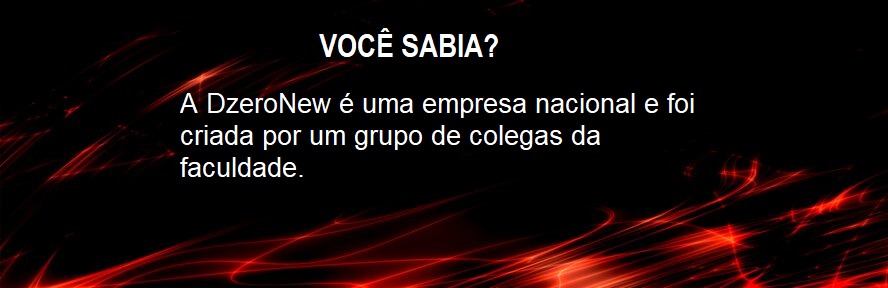 VOCÊ SABIA?
A DzeroNew é uma empresa nacional e foi
criada por um grupo de colegas da
faculdade.